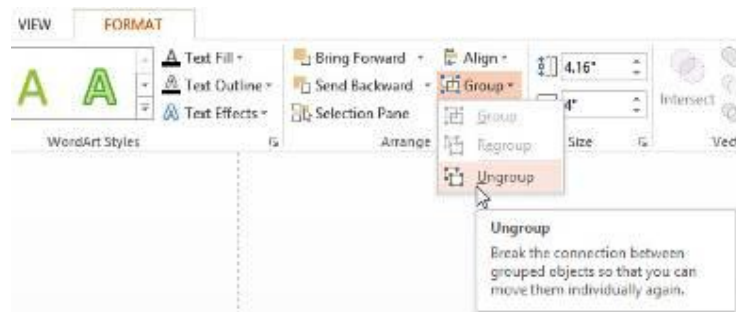 VIEW FORMAT
Text Fill
Text Outline
Text Effects
WordArt Styles
Bring Forward
Send Backward
Selection Pane
Arrange
Align
Group
Group
Regroup
Ungroup
4.16"
4"
Size
Intersect
Ungroup
Break the connection between
grouped objects so that you can
move them individually again.